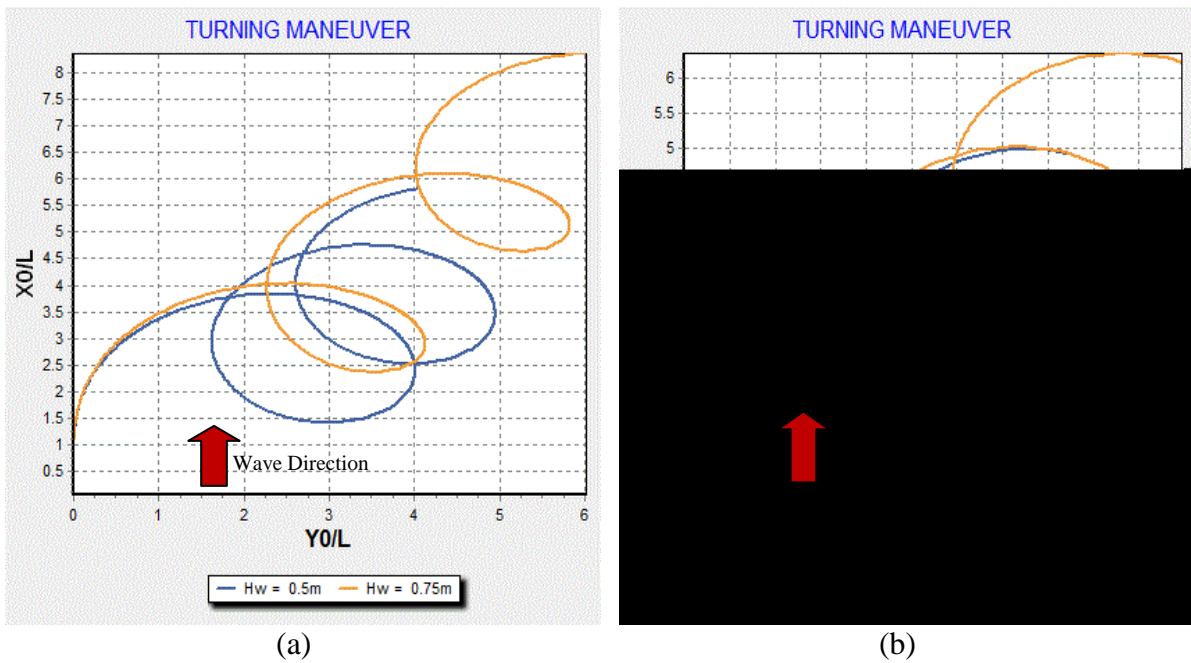 TURNING MANEUVER
8
7.5
7
6.5
6
5.5
5
4.5
4
3.5
3
2.5
2
1.5
1
0.5
X0/L
Wave Direction
0 1 2 3 4 5 6
Y0/L
Hw = 0.5m Hw = 0.75m
(a)
TURNING MANEUVER
6
5.5
5
(b)